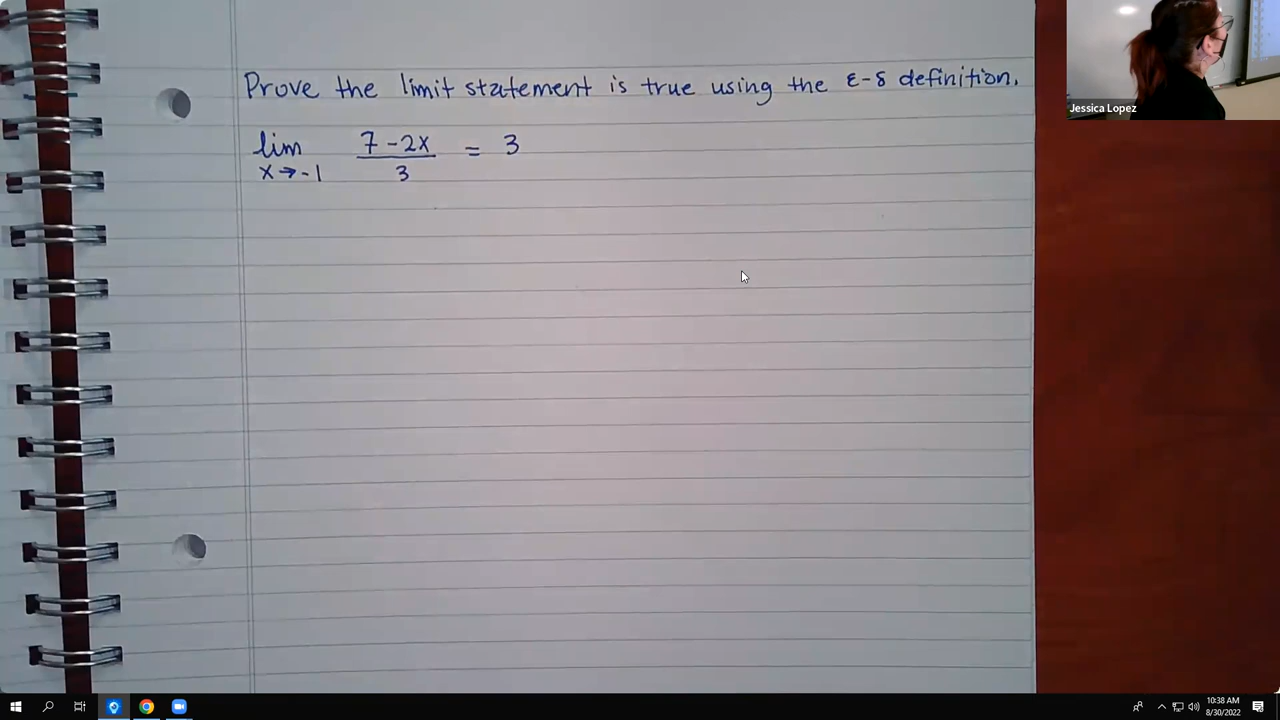 Prove the limit statement is true using the ε-δ definition.
lim 7-2x = 3
x→-1 3
Jessica Lopez
10:38 AM
8/30/2022